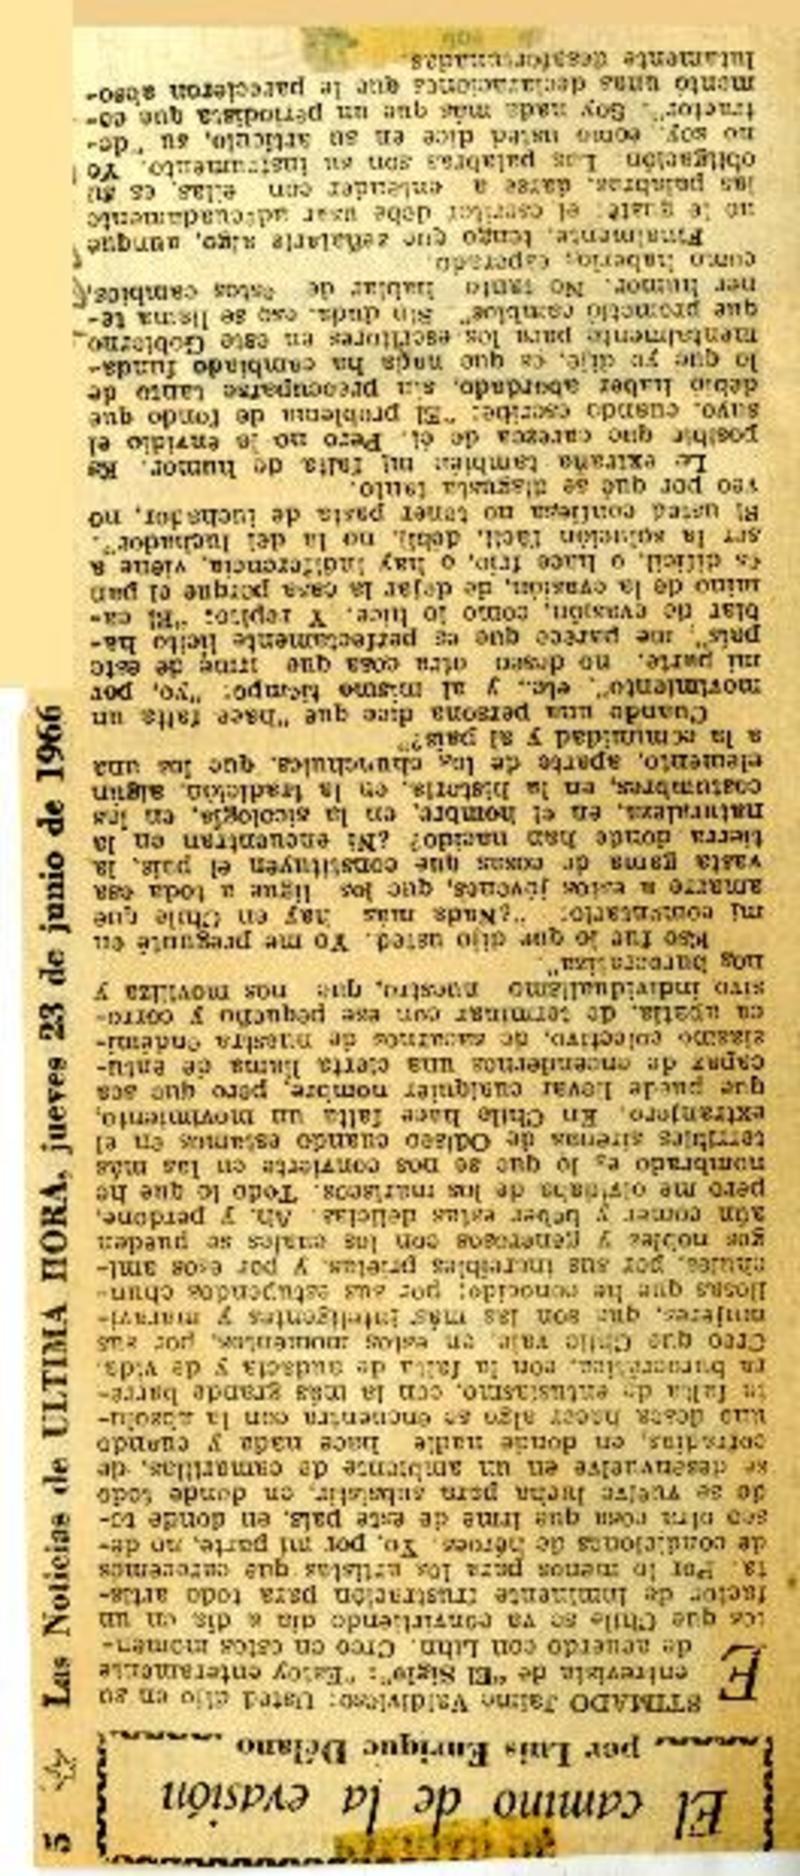 5 ☆ Las Noticias de ULTIMA HORA, jueves 23 de junio de 1966
El camino de la evasión
por Luis Enrique Délano
ESTIMADO Jaime Valdivieso: Usted dijo en su
entrevista de "El Siglo": "Estoy enteramente
de acuerdo con Lihn. Creo en estos momen-
tos que Chile se va convirtiendo día a día en un
factor de inminente frustración para todo artis-
ta. Por lo menos para los artistas que carecemos
de condiciones de héroes. Yo, por mi parte, no de-
seo otra cosa que irme de este país, en donde to-
do se vuelve lucha para subsistir, en donde todo
se desenvuelve en un ambiente de camarillas, de
cofradías, en donde nadie hace nada y cuando
uno desea hacer algo se encuentra con la absolu-
ta falta de entusiasmo, con la más grande barre-
ra burocrática, con la falta de audacia y de vida.
Creo que Chile vale, en estos momentos, por sus
mujeres, que son las más inteligentes y maravi-
llosas que he conocido; por sus estupendos chun-
chules, por sus increíbles prietas, y por esos ami-
gos nobles y generosos con los cuales se pueden
aún comer y beber estas delicias. Ah, y perdone,
pero me olvidaba de los mariscos. Todo lo que he
nombrado es lo que se nos convierte en las más
terribles sirenas de Odiseo cuando estamos en el
extranjero. En Chile hace falta un movimiento,
que puede llevar cualquier nombre, pero que sea
capaz de encendernos una cierta llama de entu-
siasmo colectivo, de sacarnos de nuestra endémi-
ca apatía, de terminar con ese pequeño y corro-
sivo individualismo nuestro, que nos moviliza y
nos burocratiza".
Eso fue lo que dijo usted. Yo me pregunté en
mi comentario: "¿Nada más hay en Chile que
amarre a estos jóvenes, que los ligue a toda esa
vasta gama de cosas que constituyen el país, la
tierra donde han nacido? ¿Ni encuentran en la
naturaleza, en el hombre, en la sicología, en las
costumbres, en la historia, en la tradición, algún
elemento, aparte de los chunchules, que los una
a la comunidad y al país?"
Cuando una persona dice que "hace falta un
movimiento", etc., y al mismo tiempo: "yo, por
mi parte, no deseo otra cosa que irme de este
país", me parece que es perfectamente lícito ha-
blar de evasión, como lo hice. Y repito: "El ca-
mino de la evasión, de dejar la casa porque el pan
es difícil, o hace frío, o hay indiferencia, viene a
ser la solución fácil, débil, no la del luchador".
Si usted confiesa no tener pasta de luchador, no
veo por qué se disgusta tanto.
Le extraña también mi falta de humor. Es
posible que carezca de él. Pero no le envidio el
suyo, cuando escribe: "El problema de fondo que
debió haber abordado, sin preocuparse tanto de
lo que yo dije, es que nada ha cambiado funda-
mentalmente para los escritores en este Gobierno
que prometió cambios". Sin duda, eso se llama te-
ner humor. No tanto hablar de estos cambios,
como haberlos esperado.
Finalmente, tengo que señalarle algo, aunque
no le guste: el escritor debe usar adecuadamente
las palabras, darse a entender con ellas, es su
obligación. Las palabras son su instrumento. Yo
no soy, como usted dice en su artículo, su "de-
tractor". Soy nada más que un periodista que co-
mentó unas declaraciones que le parecieron abso-
lutamente desafortunadas.